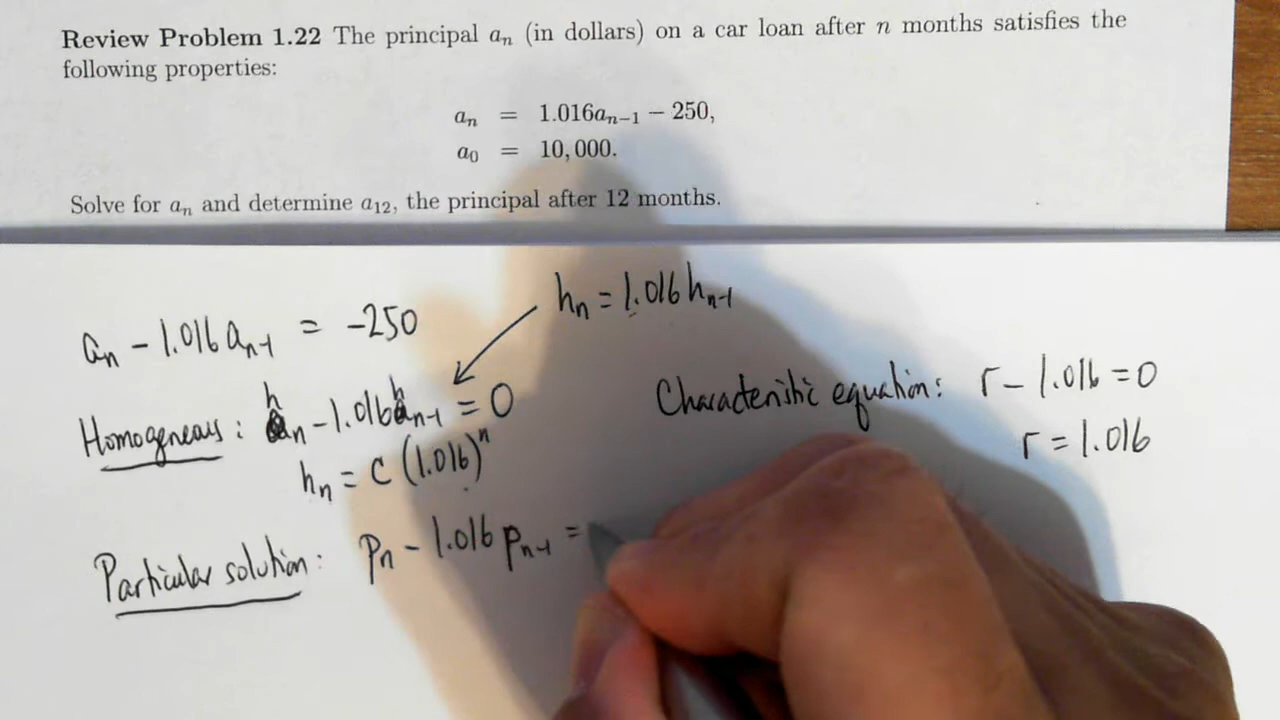 Review Problem 1.22 The principal aₙ (in dollars) on a car loan after n months satisfies the
following properties:
aₙ = 1.016aₙ₋₁ − 250,
a₀ = 10,000.
Solve for aₙ and determine a₁₂, the principal after 12 months.
hₙ = 1.016 hₙ₋₁
aₙ − 1.016 aₙ₋₁ = −250
Homogeneous: hₙ − 1.016 hₙ₋₁ = 0
Characteristic equation: r − 1.016 = 0
r = 1.016
hₙ = C (1.016)ⁿ
Particular solution: pₙ − 1.016 pₙ₋₁ =